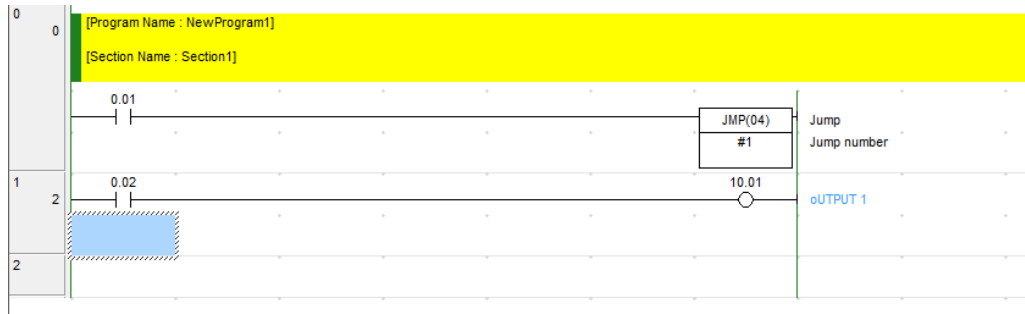 0
0
[Program Name : NewProgram1]
[Section Name : Section1]
0.01
JMP(04)
Jump
#1
Jump number
1
2
0.02
10.01
oUTPUT 1
2